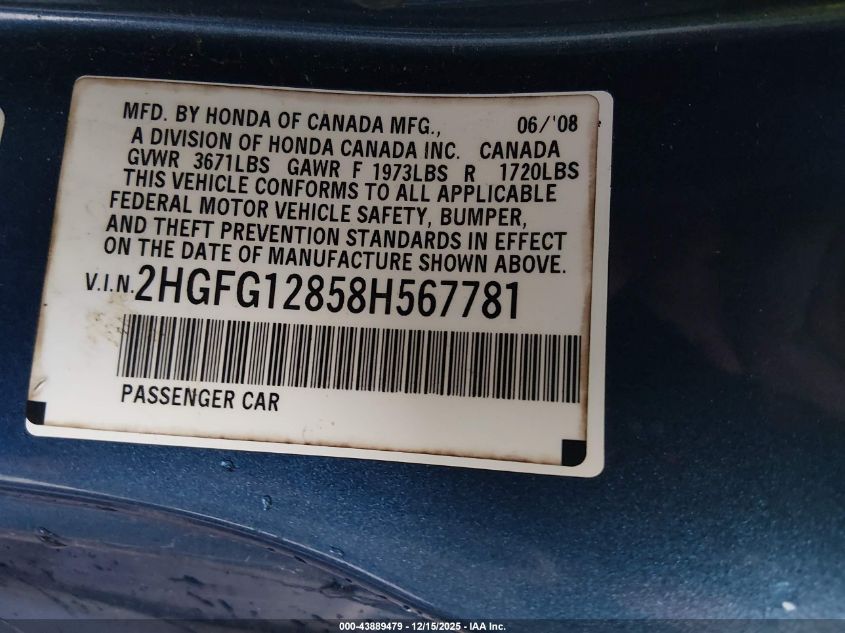 MFD. BY HONDA OF CANADA MFG., 06/'08
A DIVISION OF HONDA CANADA INC. CANADA
GVWR 3671LBS GAWR F 1973LBS R 1720LBS
THIS VEHICLE CONFORMS TO ALL APPLICABLE
FEDERAL MOTOR VEHICLE SAFETY, BUMPER,
AND THEFT PREVENTION STANDARDS IN EFFECT
ON THE DATE OF MANUFACTURE SHOWN ABOVE.
V.I.N. 2HGFG12858H567781
PASSENGER CAR
000-43889479 - 12/15/2025 - IAA Inc.